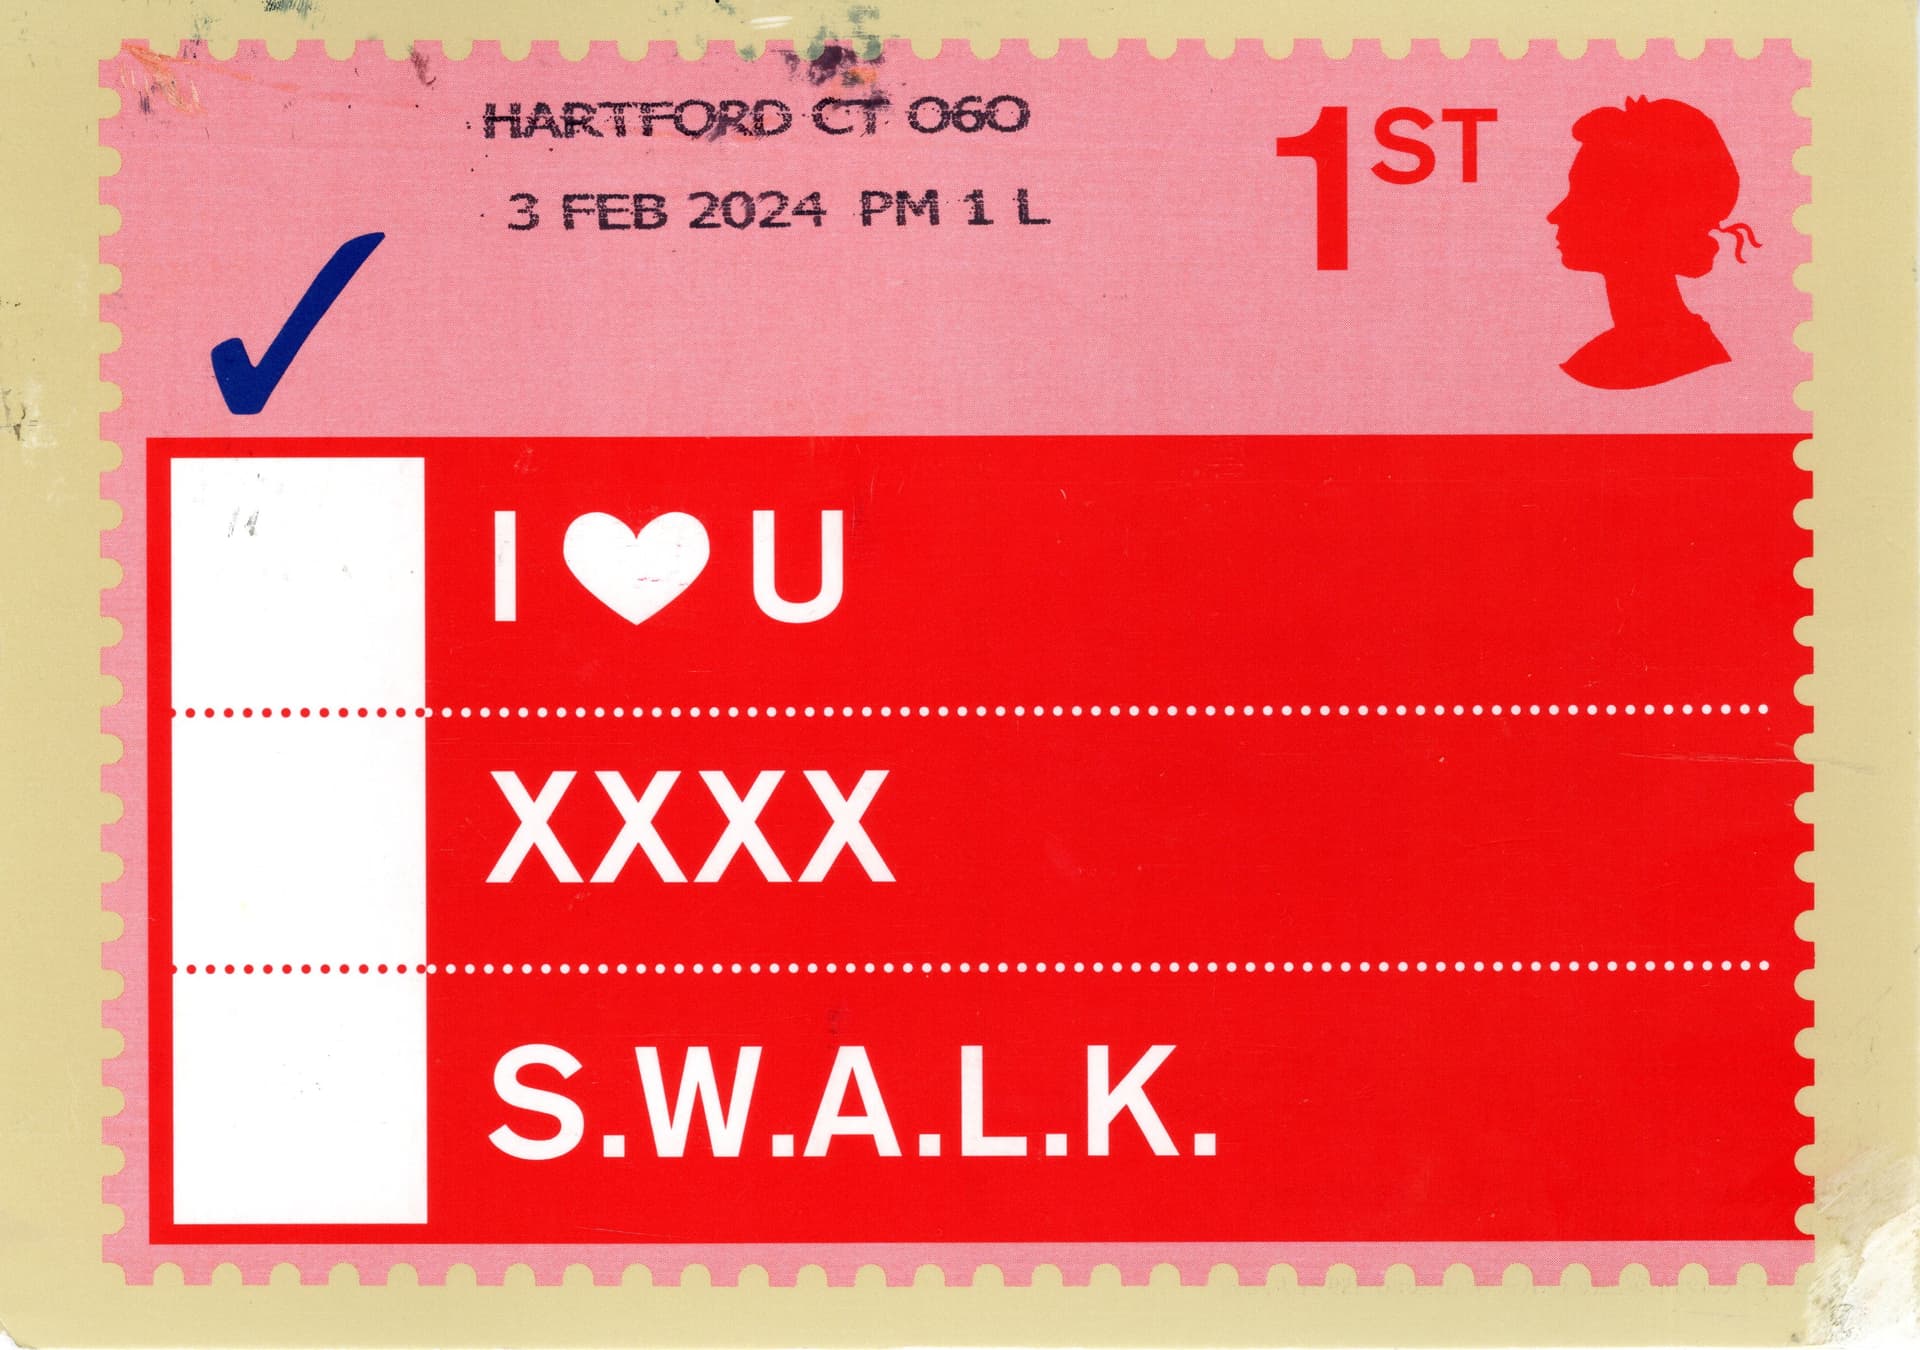 HARTFORD CT 060
3 FEB 2024 PM 1 L
1ST
I ♥ U
XXXX
S.W.A.L.K.